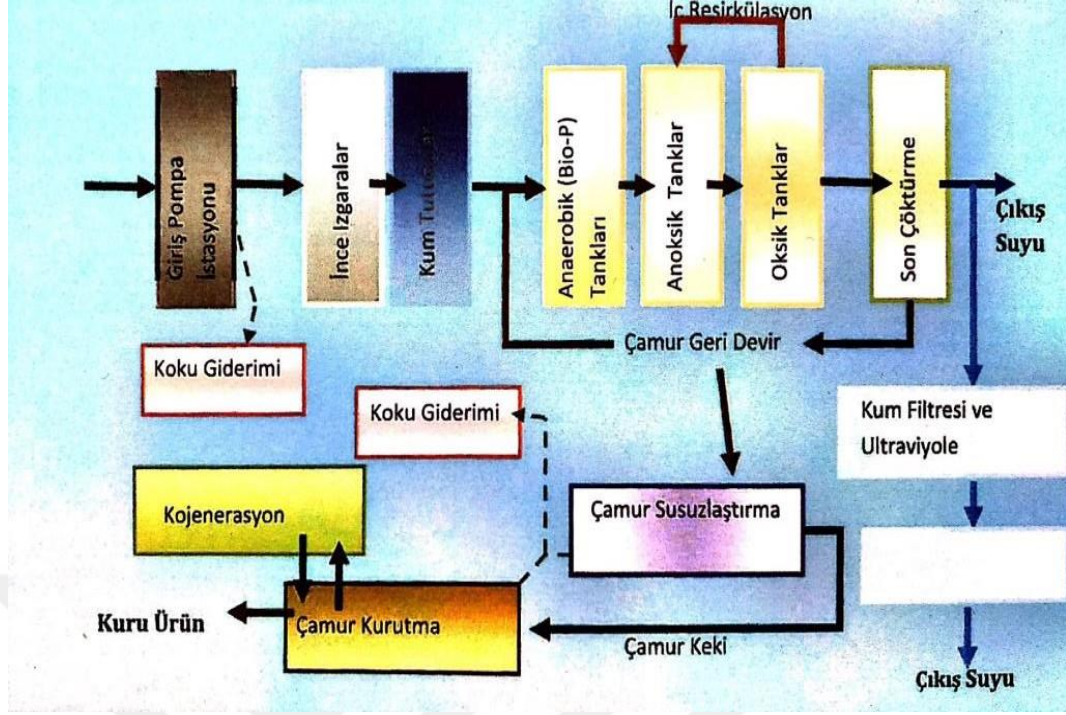 İç Resirkülasyon
Giriş Pompa
İstasyonu
İnce Izgaralar
Kum Tutucular
Anaerobik (Bio-P)
Tankları
Anoksik Tanklar
Oksik Tanklar
Son Çöktürme
Çıkış
Suyu
Çamur Geri Devir
Koku Giderimi
Koku Giderimi
Kum Filtresi ve
Ultraviyole
Kojenerasyon
Çamur Susuzlaştırma
Kuru Ürün
Çamur Kurutma
Çamur Keki
Çıkış Suyu